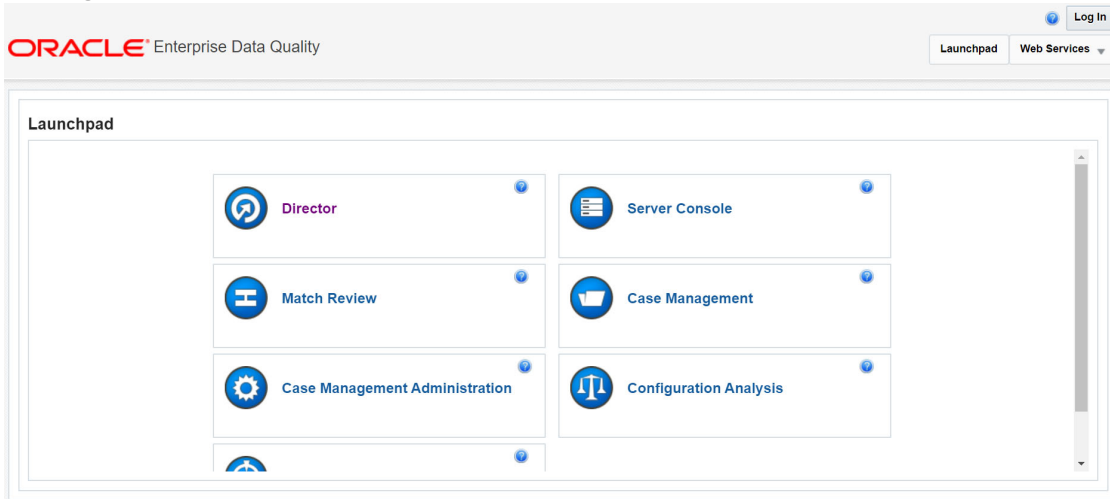 Log In
ORACLE Enterprise Data Quality
Launchpad Web Services
Launchpad
Director
Server Console
Match Review
Case Management
Case Management Administration
Configuration Analysis